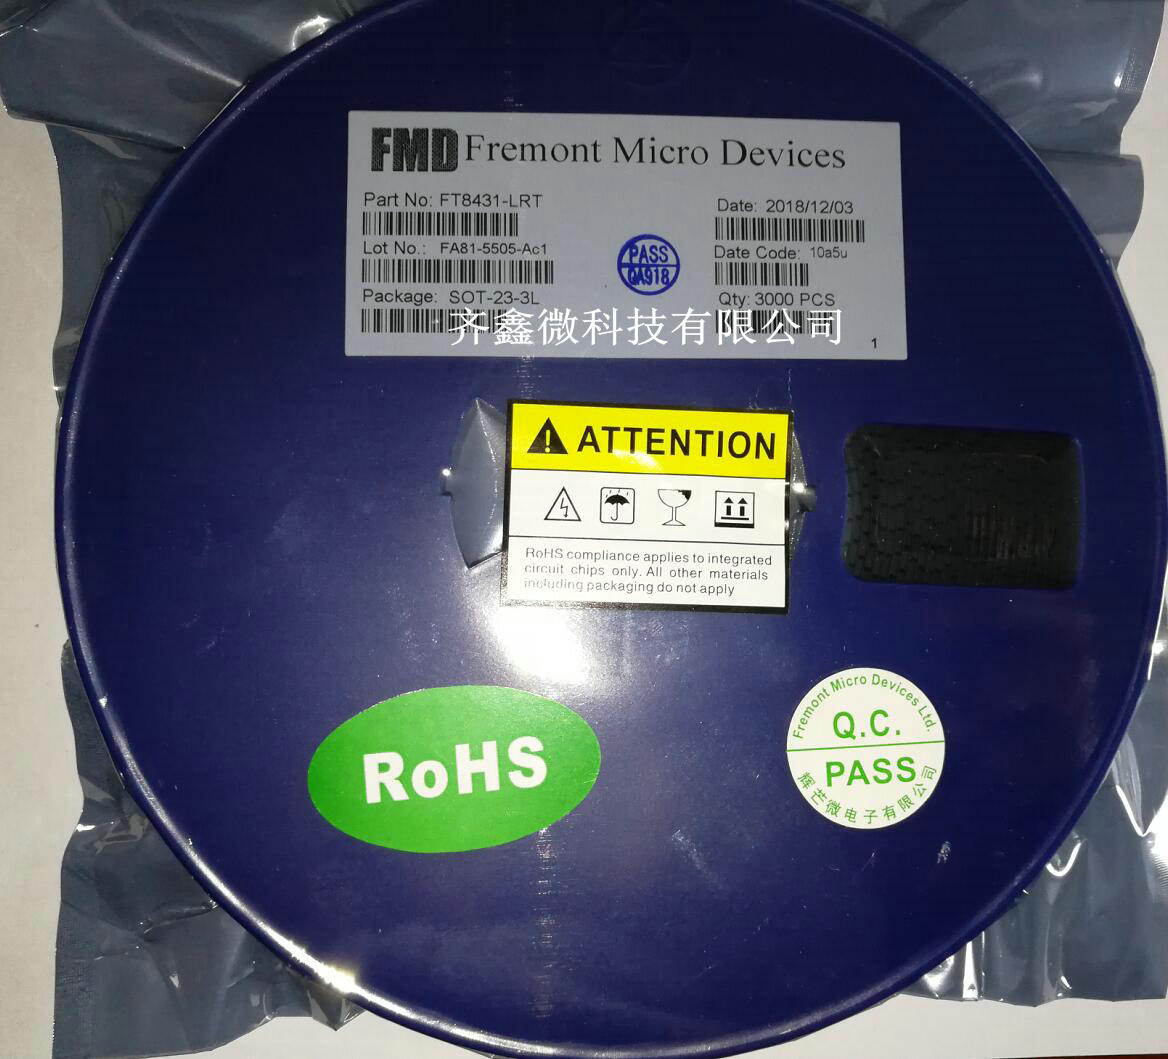 FMD Fremont Micro Devices
Part No: FT8431-LRT
Date: 2018/12/03
Lot No.: FA81-5505-Ac1
Date Code: 10a5u
PASS
QA918
Package: SOT-23-3L
Qty: 3000 PCS
齐鑫微科技有限公司
1
ATTENTION
RoHS compliance applies to integrated
circuit chips only. All other materials
including packaging do not apply
RoHS
Fremont Micro Devices Ltd.
Q.C.
PASS
辉芒微电子有限公司